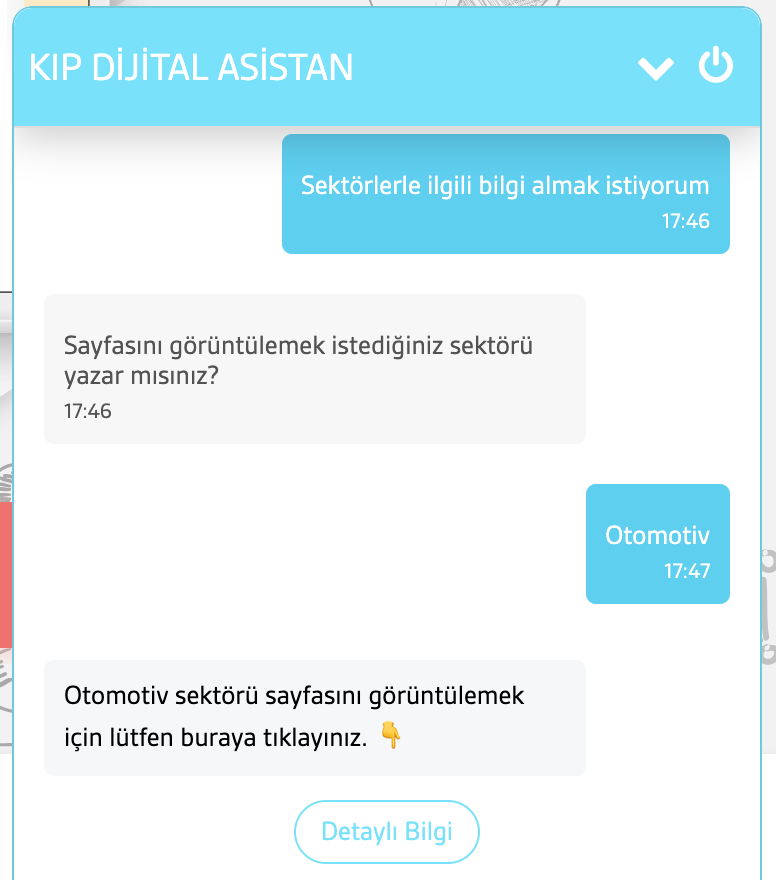 KIP DİJİTAL ASİSTAN
Sektörlerle ilgili bilgi almak istiyorum
17:46
Sayfasını görüntülemek istediğiniz sektörü
yazar mısınız?
17:46
Otomotiv
17:47
Otomotiv sektörü sayfasını görüntülemek
için lütfen buraya tıklayınız. 👇
Detaylı Bilgi